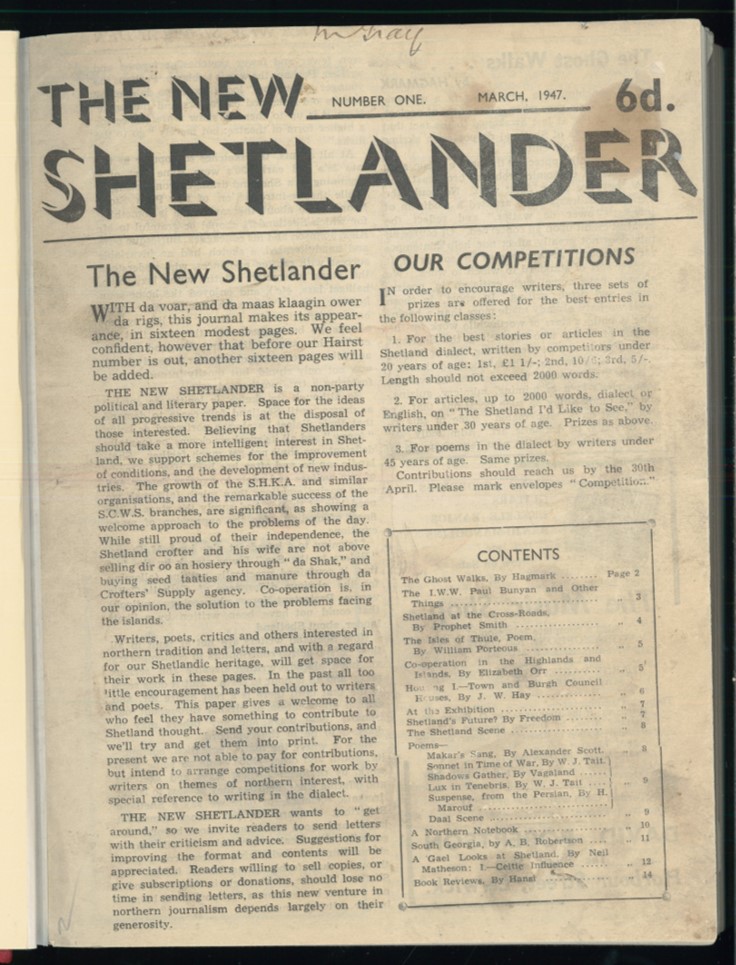 THE NEW
NUMBER ONE.
MARCH, 1947.
6d.
SHETLANDER
The New Shetlander
WITH da voar, and da maas klaagin ower
da rigs, this journal makes its appear-
ance, in sixteen modest pages. We feel
confident, however that before our Hairst
number is out, another sixteen pages will
be added.
THE NEW SHETLANDER is a non-party
political and literary paper. Space for the ideas
of all progressive trends is at the disposal of
those interested. Believing that Shetlanders
should take a more intelligent interest in Shet-
land, we support schemes for the improvement
of conditions, and the development of new indus-
tries. The growth of the S.H.K.A. and similar
organisations, and the remarkable success of the
S.C.W.S. branches, are significant, as showing a
welcome approach to the problems of the day.
While still proud of their independence, the
Shetland crofter and his wife are not above
selling dir oo an hosiery through "da Shak," and
buying seed taaties and manure through da
Crofters' Supply agency. Co-operation is, in
our opinion, the solution to the problems facing
the islands.
Writers, poets, critics and others interested in
northern tradition and letters, and with a regard
for our Shetlandic heritage, will get space for
their work in these pages. In the past all too
little encouragement has been held out to writers
and poets. This paper gives a welcome to all
who feel they have something to contribute to
Shetland thought. Send your contributions, and
we'll try and get them into print. For the
present we are not able to pay for contributions,
but intend to arrange competitions for work by
writers on themes of northern interest, with
special reference to writing in the dialect.
THE NEW SHETLANDER wants to "get
around," so we invite readers to send letters
with their criticism and advice. Suggestions for
improving the format and contents will be
appreciated. Readers willing to sell copies, or
give subscriptions or donations, should lose no
time in sending letters, as this new venture in
northern journalism depends largely on their
generosity.
OUR COMPETITIONS
IN order to encourage writers, three sets of
prizes are offered for the best entries in
the following classes:
1. For the best stories or articles in the
Shetland dialect, written by competitors under
20 years of age: 1st, £1 1/-; 2nd, 10/6; 3rd, 5/-.
Length should not exceed 2000 words.
2. For articles, up to 2000 words, dialect or
English, on "The Shetland I'd Like to See," by
writers under 30 years of age. Prizes as above.
3. For poems in the dialect by writers under
45 years of age. Same prizes.
Contributions should reach us by the 30th
April. Please mark envelopes "Competition."
CONTENTS
The Ghost Walks, By Hagmark ........ Page 2
The I.W.W. Paul Bunyan and Other
Things ........ „ 3
Shetland at the Cross-Roads,
By Prophet Smith ........ „ 4
The Isles of Thule, Poem,
By William Porteous ........ „ 5
Co-operation in the Highlands and
Islands, By Elizabeth Orr ........ „ 5
Housing I.—Town and Burgh Council
Houses, By J. W. Hay ........ „ 6
At the Exhibition ........ „ 7
Shetland's Future? By Freedom ........ „ 7
The Shetland Scene ........ „ 8
Poems—
Makar's Sang, By Alexander Scott. „ 8
Sonnet in Time of War, By W. J. Tait.
Shadows Gather, By Vagaland ....
Lux in Tenebris, By W. J. Tait .... „ 9
Suspense, from the Persian, By H.
Marouf ........
Daal Scene ........ „ 9
A Northern Notebook ........ „ 10
South Georgia, by A. B. Robertson .... „ 11
A Gael Looks at Shetland. By Neil
Matheson: I.—Celtic Influence .... „ 12
Book Reviews, By Hansi ........ „ 14